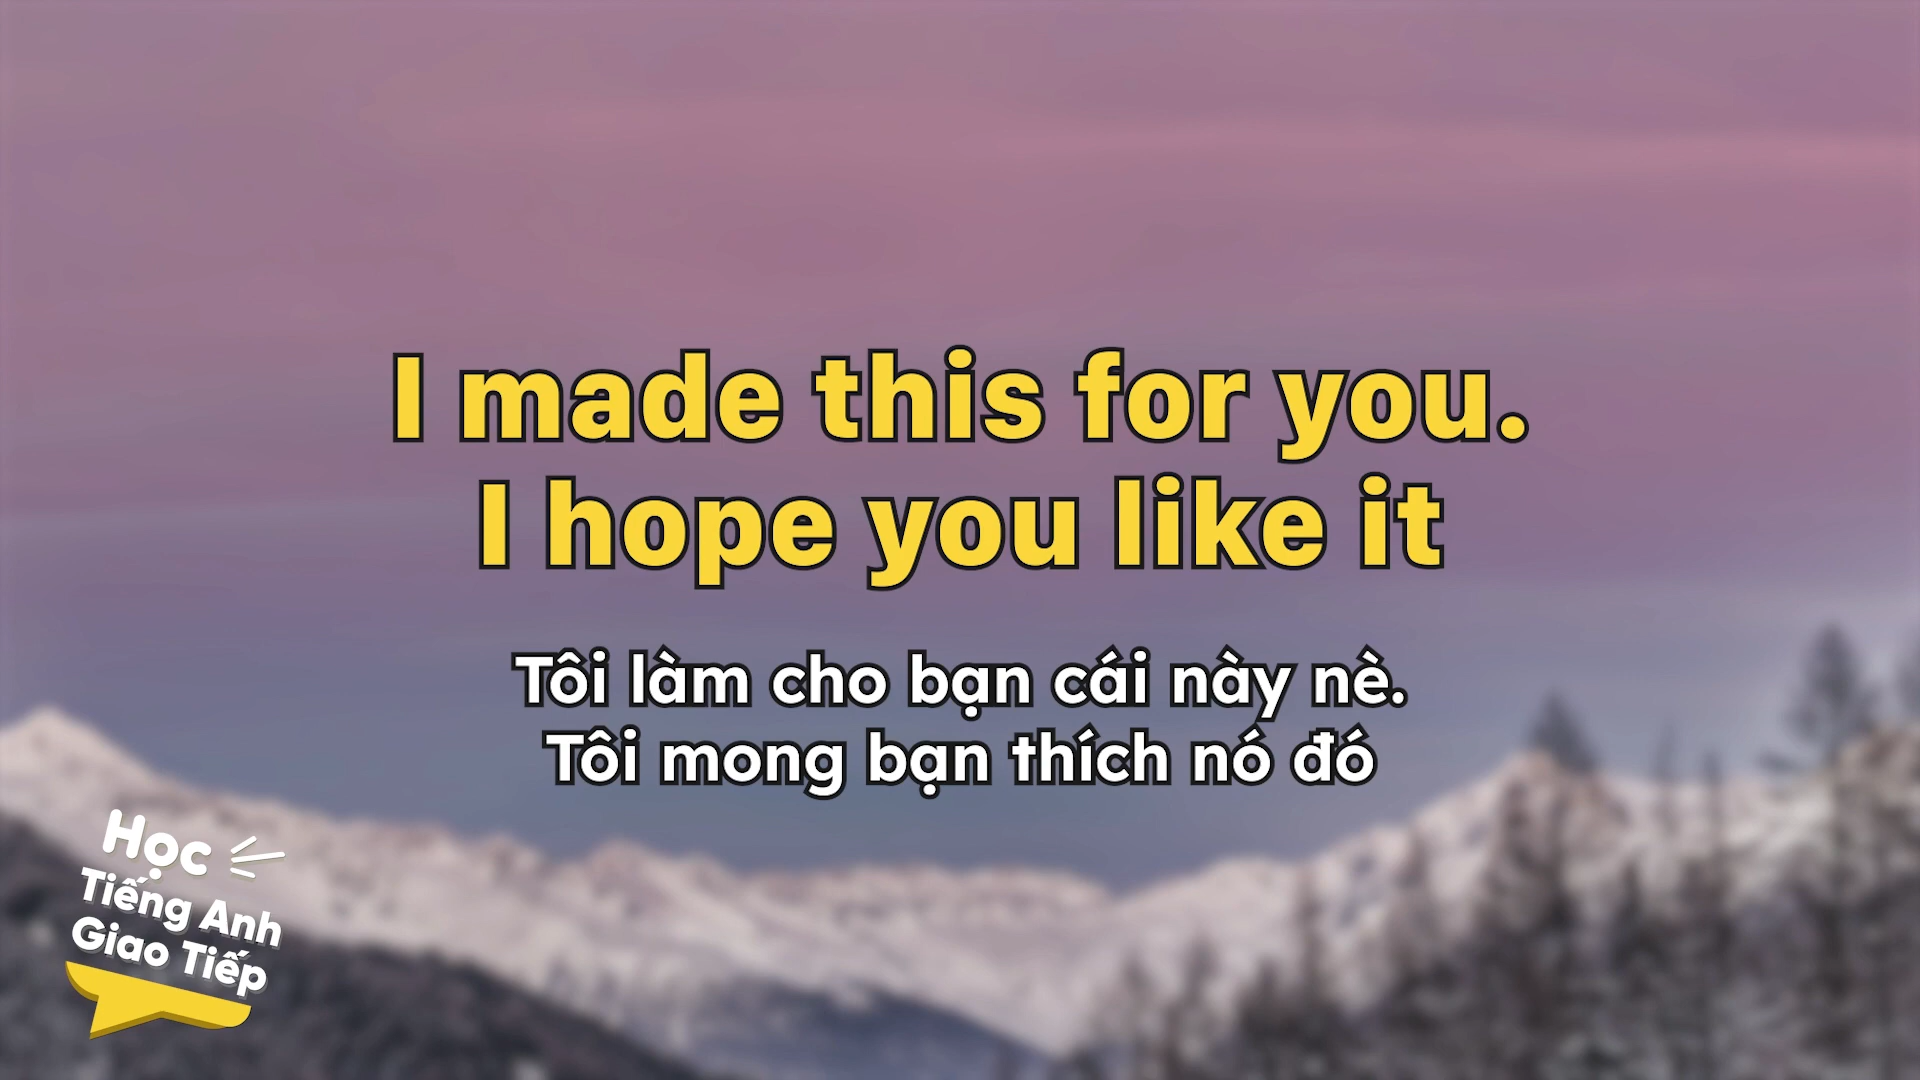 I made this for you.
I hope you like it
Tôi làm cho bạn cái này nè.
Tôi mong bạn thích nó đó
Học
Tiếng Anh
Giao Tiếp